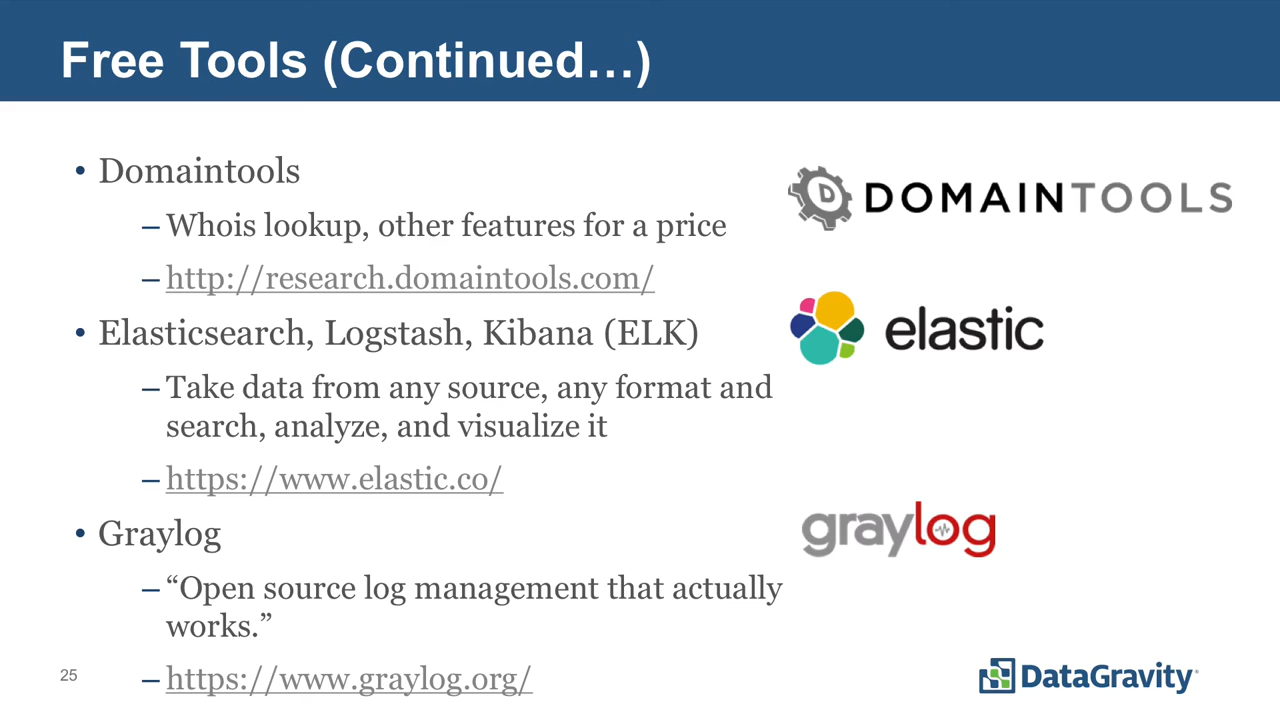 Free Tools (Continued…)
• Domaintools
– Whois lookup, other features for a price
– http://research.domaintools.com/
• Elasticsearch, Logstash, Kibana (ELK)
– Take data from any source, any format and
search, analyze, and visualize it
– https://www.elastic.co/
• Graylog
– “Open source log management that actually
works.”
– https://www.graylog.org/
D DOMAINTOOLS
elastic
graylog
25
DataGravity